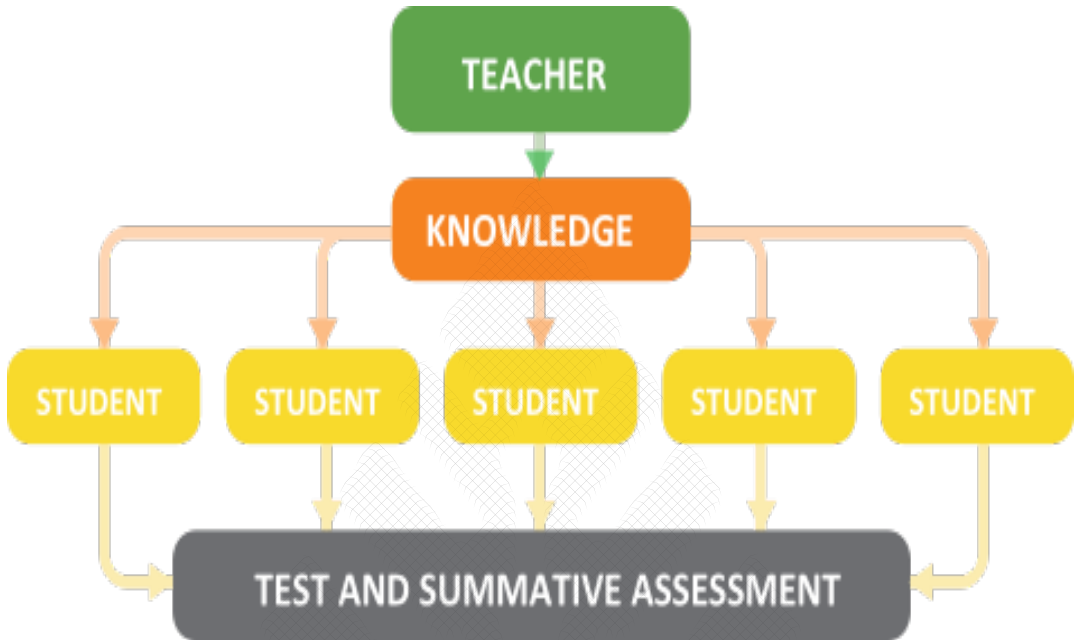 TEACHER
KNOWLEDGE
STUDENT
STUDENT
STUDENT
STUDENT
STUDENT
TEST AND SUMMATIVE ASSESSMENT